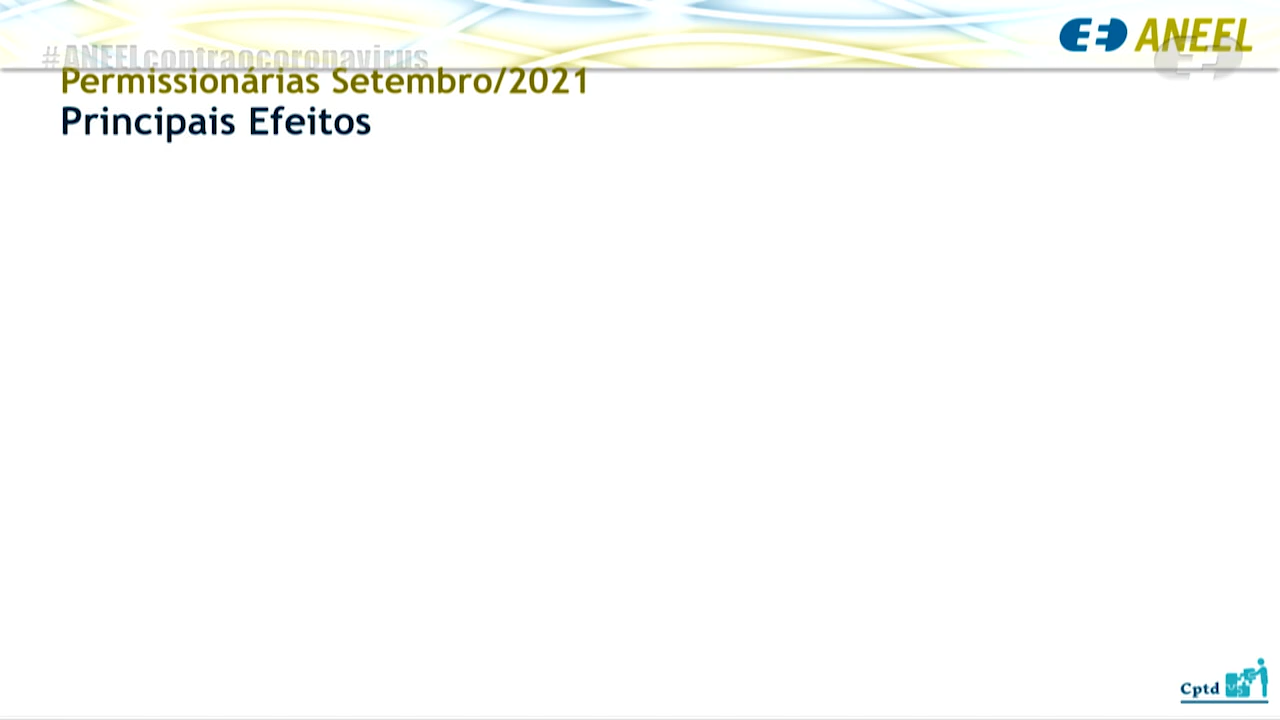 ANEEL
#ANEELcontraocoronavirus
Permissionárias Setembro/2021
Principais Efeitos
Cptd